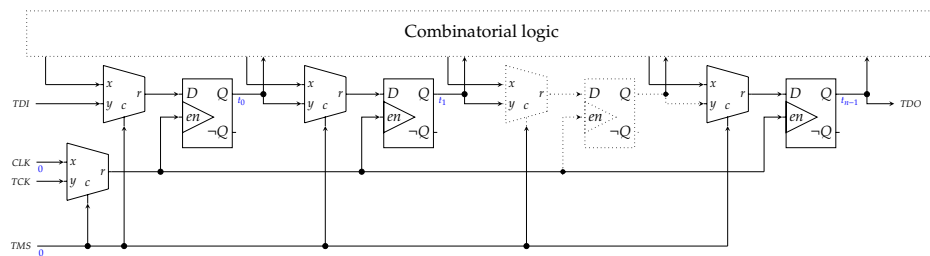 Combinatorial logic
x r y c D Q en ¬Q t₀
x r y c D Q en ¬Q t₁
x r y c D Q en ¬Q
x r y c D Q en ¬Q tₙ₋₁
TDI
TDO
CLK 0 x r
TCK y c
TMS 0